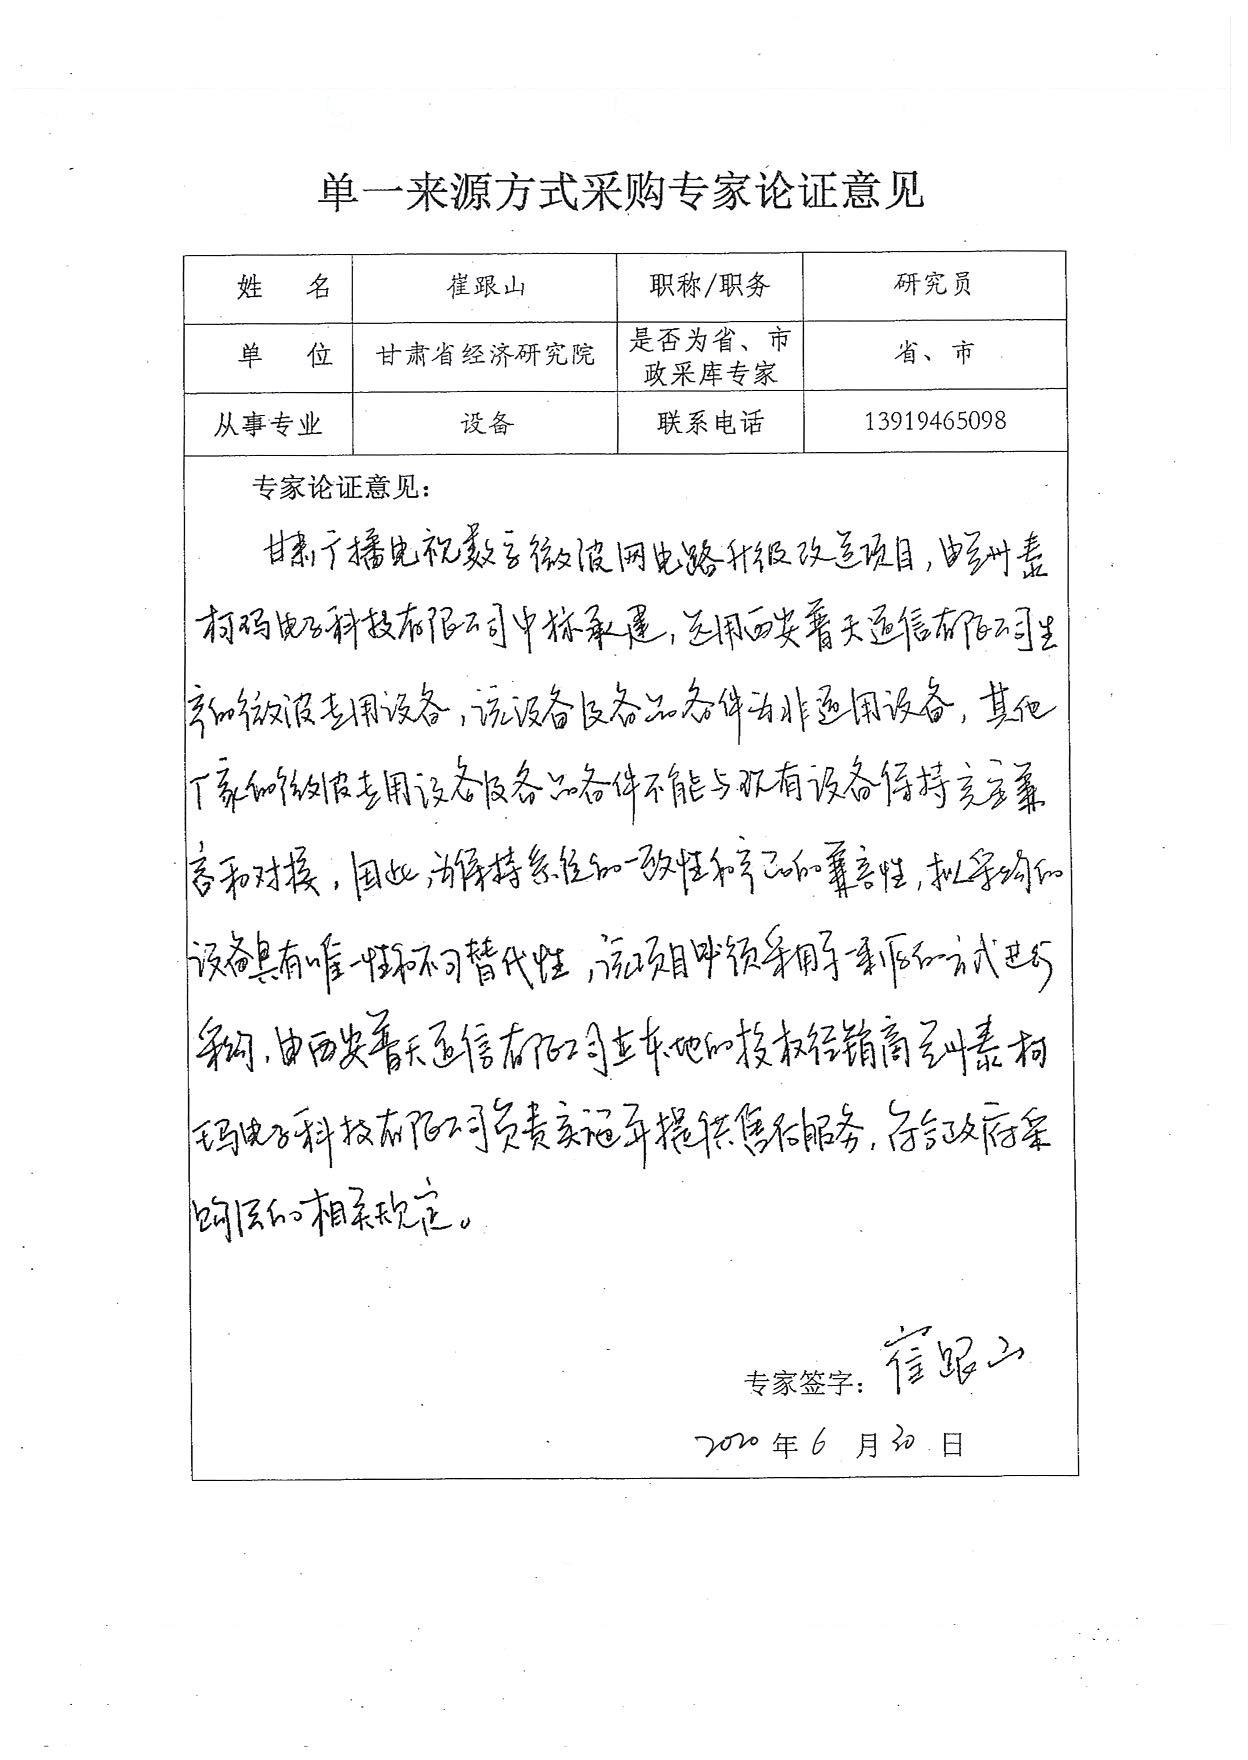 单一来源方式采购专家论证意见
姓 名 崔跟山 职称/职务 研究员
单 位 甘肃省经济研究院 是否为省、市政采库专家 省、市
从事专业 设备 联系电话 13919465098
专家论证意见：
甘肃广播电视数字微波网电路升级改造项目，由兰州泰
柯玛电子科技有限公司中标承建，选用西安普天通信有限公司生
产的微波专用设备，该设备及备品备件为非通用设备，其他
厂家的微波专用设备及备品备件不能与现有设备保持完全兼
容和对接，因此，为保持系统的一致性和产品的兼容性，拟采购的
设备具有唯一性和不可替代性，该项目必须采用单一来源的方式进行
采购，由西安普天通信有限公司在本地的授权经销商兰州泰柯
玛电子科技有限公司负责实施并提供售后服务，符合政府采
购法的相关规定。
专家签字：崔跟山
2020年6月30日